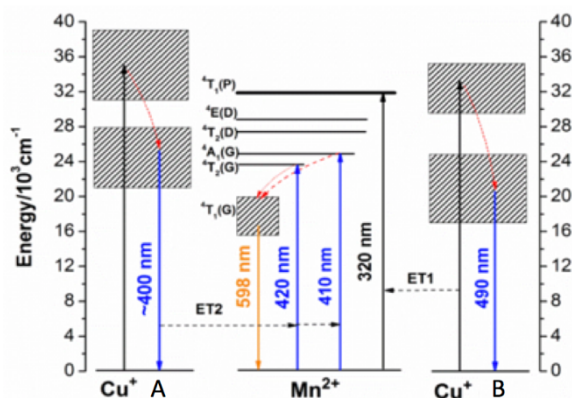 40
36
32
28
24
20
16
12
8
4
0
Energy/10³cm⁻¹
⁴T₁(P)
⁴E(D)
⁴T₂(D)
⁴A₁(G)
⁴T₂(G)
⁴T₁(G)
~400 nm
598 nm
420 nm
410 nm
320 nm
490 nm
ET2
ET1
40
36
32
28
24
20
16
12
8
4
0
Cu⁺ A
Mn²⁺
Cu⁺ B